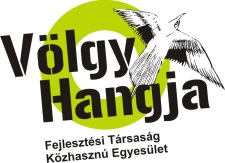 Völgy
Hangja
Fejlesztési Társaság
Közhasznú Egyesület